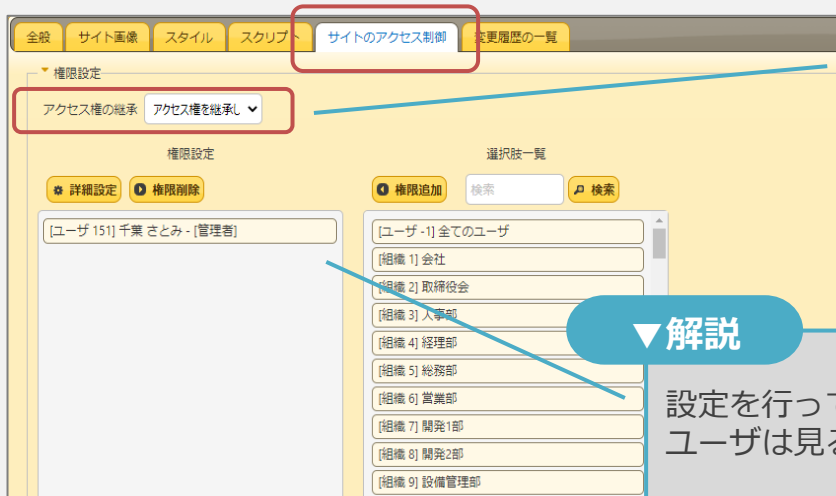 全般 サイト画像 スタイル スクリプト サイトのアクセス制御 変更履歴の一覧
権限設定
アクセス権の継承 アクセス権を継承し
権限設定 選択肢一覧
詳細設定 権限削除 権限追加 検索 検索
[ユーザ 151] 千葉 さとみ - [管理者]
[ユーザ -1] 全てのユーザ
[組織 1] 会社
[組織 2] 取締役会
[組織 3] 人事部
[組織 4] 経理部
[組織 5] 総務部
[組織 6] 営業部
[組織 7] 開発1部
[組織 8] 開発2部
[組織 9] 設備管理部
▼解説
設定を行って
ユーザは見る